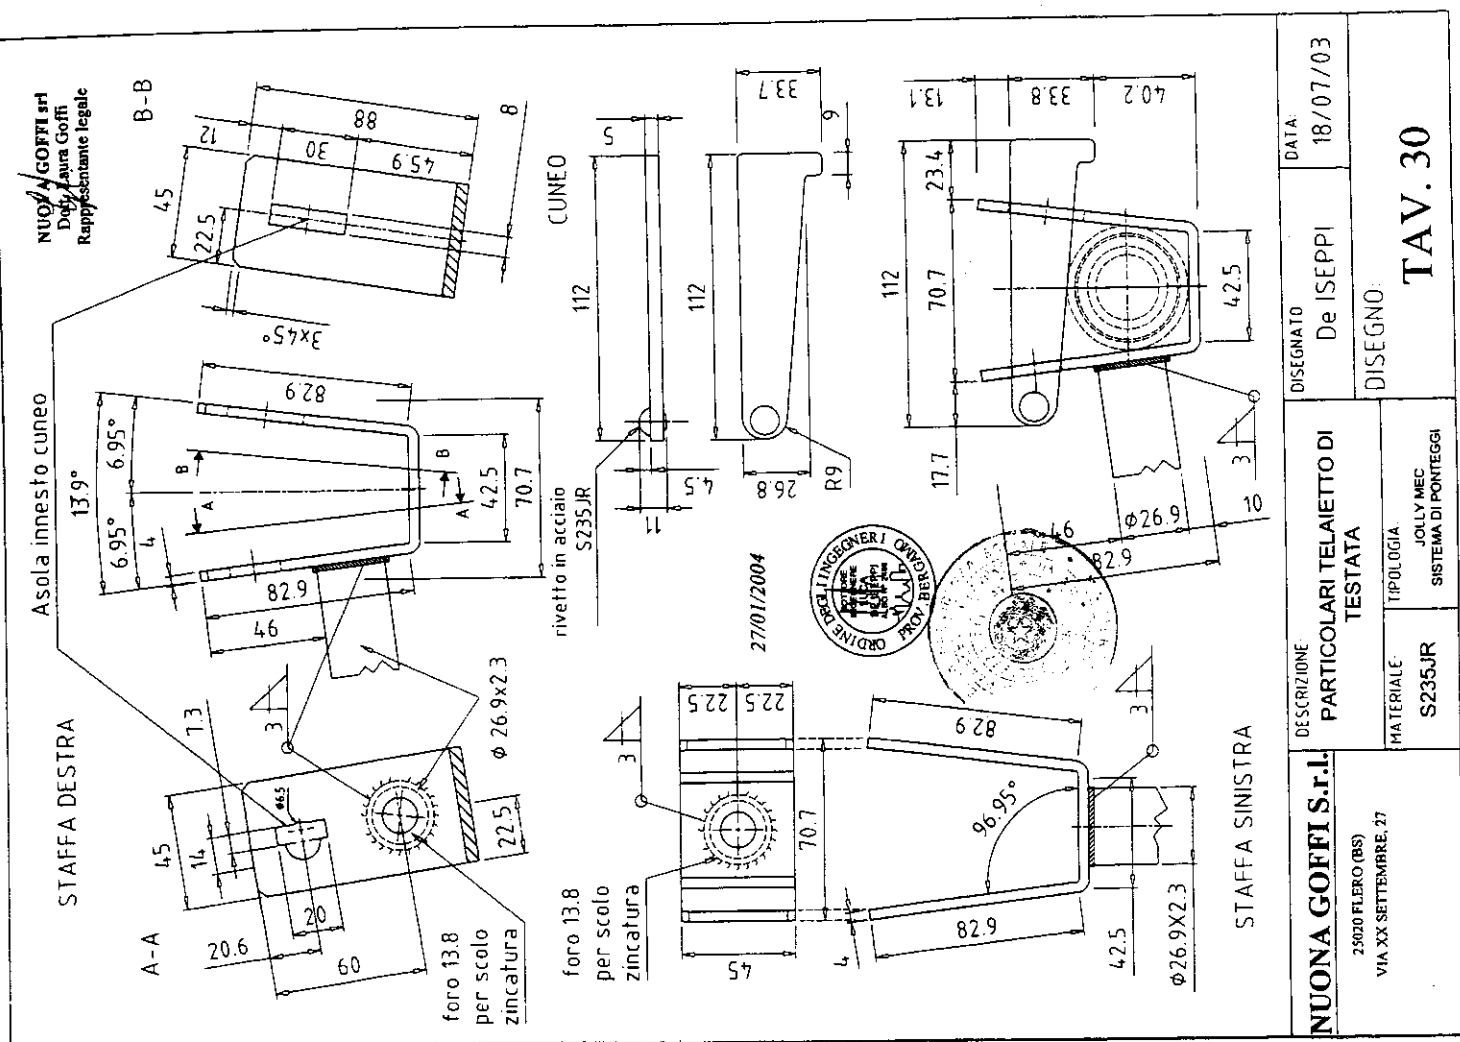 NUOVA GOFFI srl
Dott. Laura Goffi
Rappresentante legale
B-B
45
22.5
12
88
30
45.9
8
3x45°
Asola innesto cuneo
13.9°
6.95°
6.95°
4
82.9
B
B
A
A
42.5
70.7
82.9
3
Φ 26.9x2.3
STAFFA DESTRA
A-A
45
14
7.3
Φ6.5
20
20.6
60
22.5
foro 13.8
per scolo
zincatura
CUNEO
112
5
4.5
11
rivetto in acciaio
S235JR
112
33.7
9
26.8
R9
112
23.4
70.7
17.7
13.1
33.8
40.2
42.5
3
Φ26.9
10
82.9
27/01/2004
ORDINE DEGLI INGEGNERI
PROV. BERGAMO
foro 13.8
per scolo
zincatura
3
22.5
22.5
45
70.7
4
82.9
82.9
96.95°
3
42.5
Φ26.9X2.3
STAFFA SINISTRA
NUONA GOFFI S.r.l.
25020 FLERO (BS)
VIA XX SETTEMBRE, 27
DESCRIZIONE
PARTICOLARI TELAIETTO DI
TESTATA
MATERIALE
S235JR
TIPOLOGIA
JOLLY MEC
SISTEMA DI PONTEGGI
DISEGNATO
De ISEPPI
DATA:
18/07/03
DISEGNO:
TAV. 30